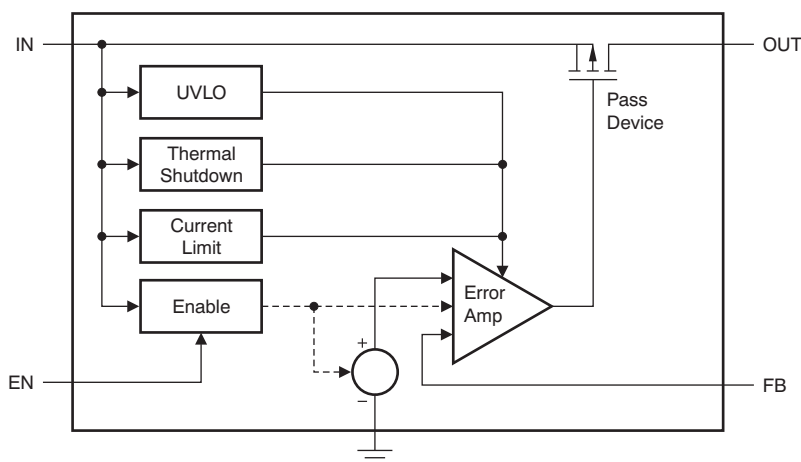 IN
OUT
UVLO
Pass
Device
Thermal
Shutdown
Current
Limit
Enable
Error
Amp
+
−
EN
FB